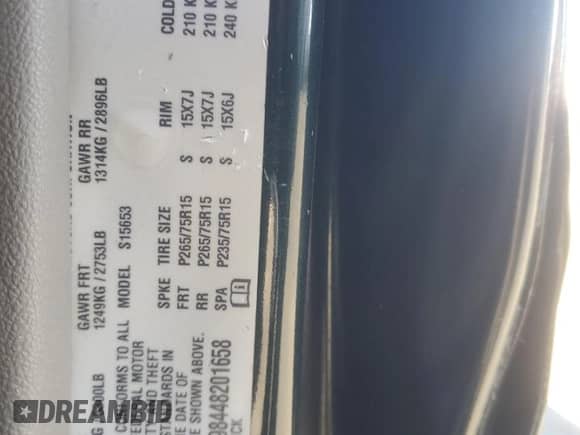 GAWR FRT GAWR RR
1249KG / 2753LB 1314KG / 2896LB
CONFORMS TO ALL MODEL S15653
MOTOR SPKE TIRE SIZE RIM COLD
AND THEFT FRT P265/75R15 S 15X7J 210
IN RR P265/75R15 S 15X7J 210
DATE OF SPA P235/75R15 S 15X6J 240
SHOWN ABOVE.
98448201658
DREAMBID